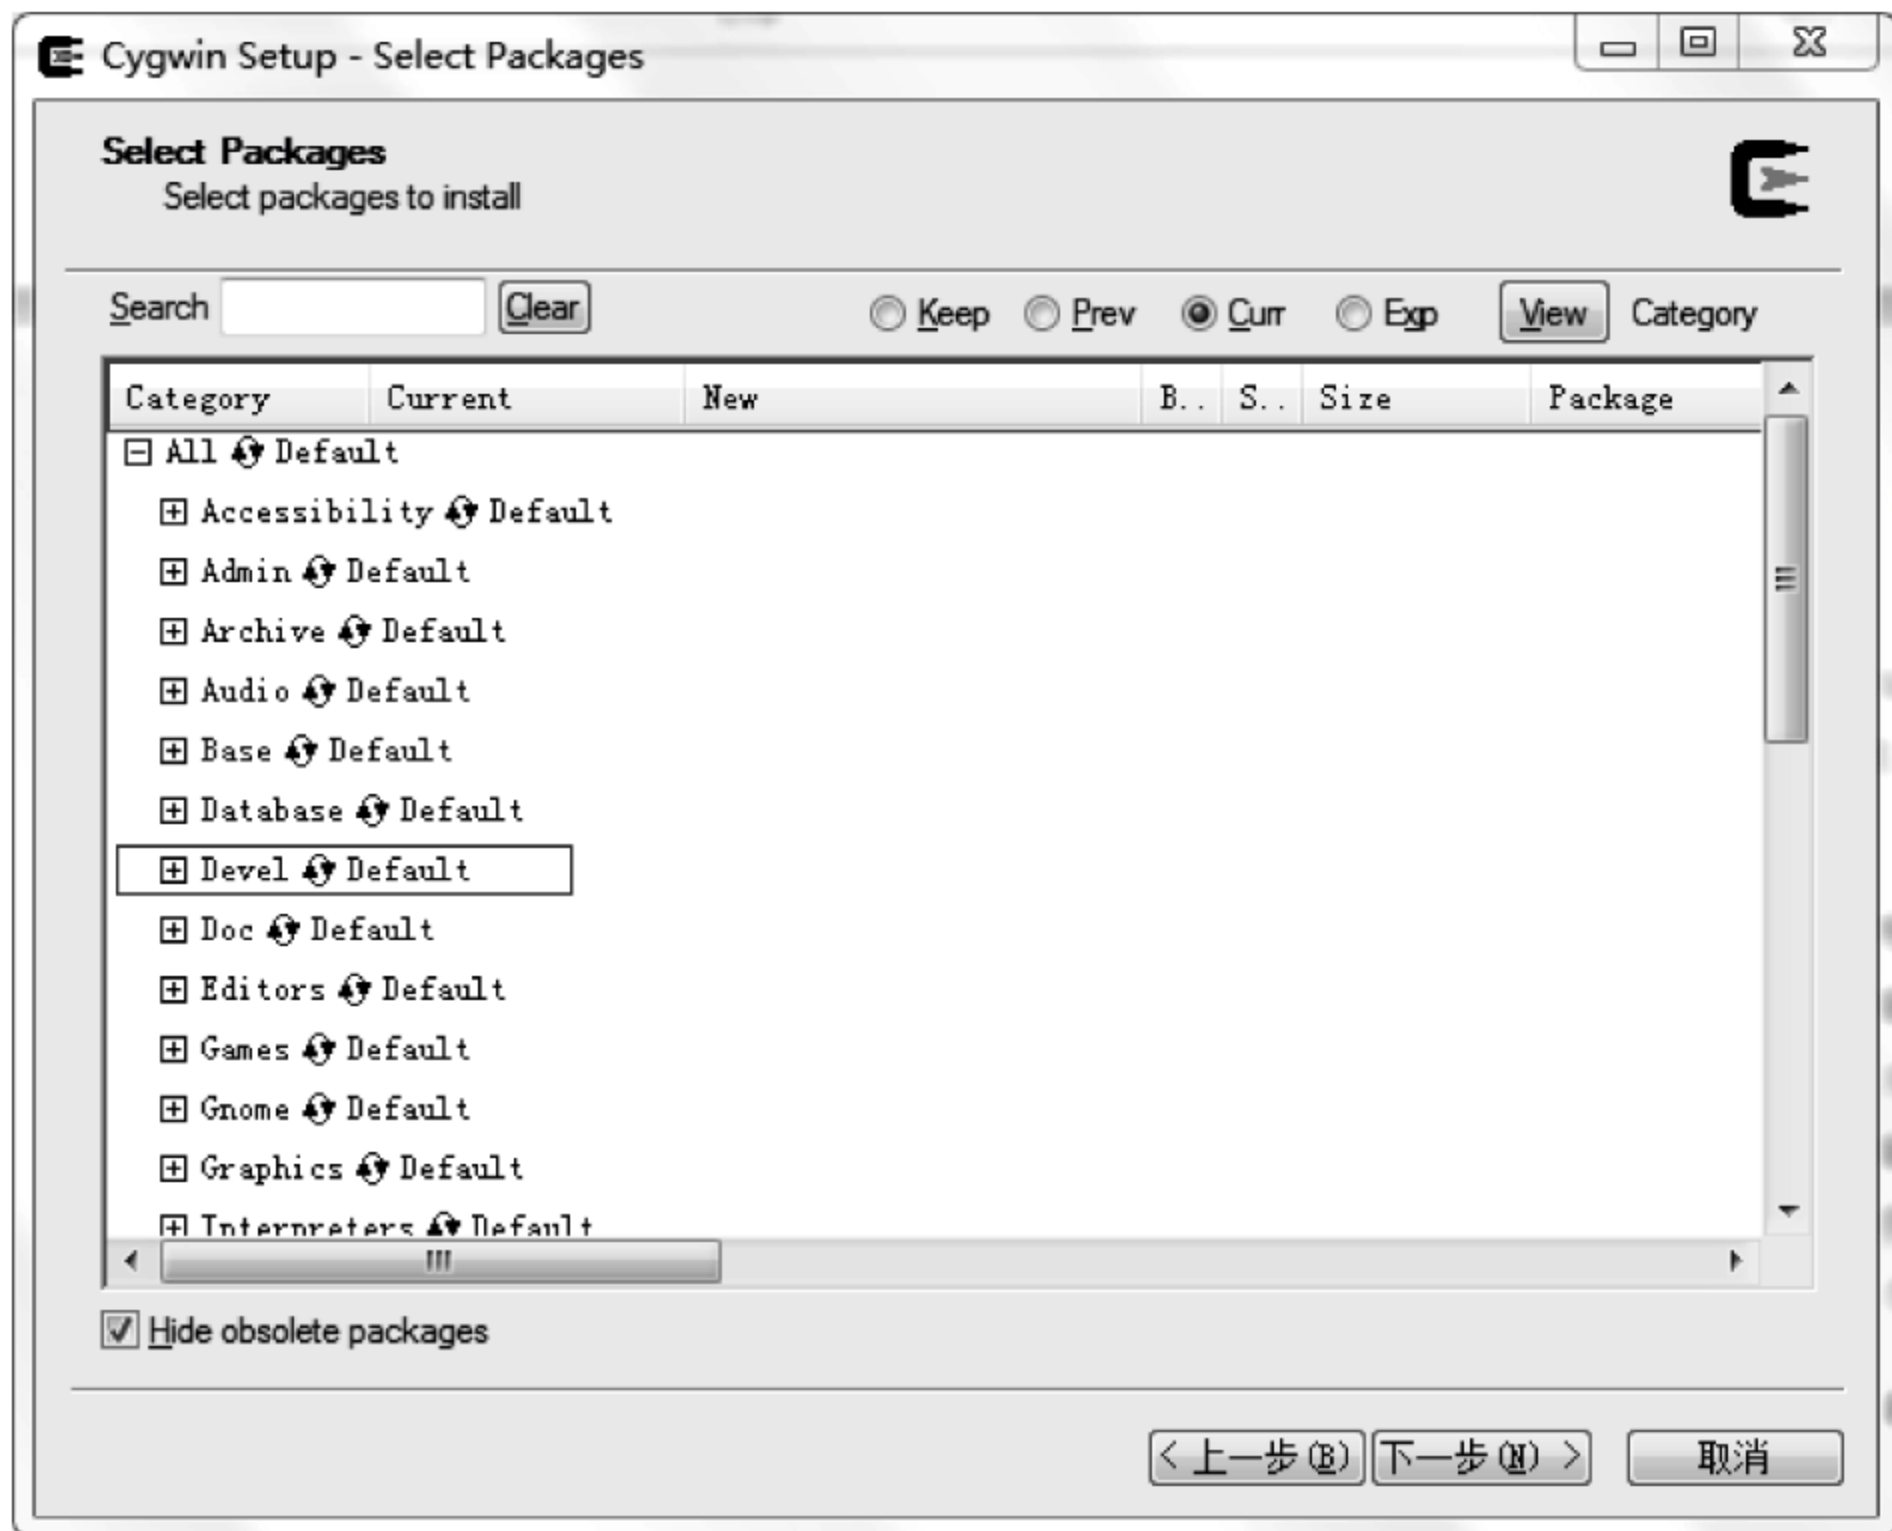 Cygwin Setup - Select Packages
Select Packages
Select packages to install
Search Clear Keep Prev Curr Exp View Category
Category Current New B.. S.. Size Package
All Default
Accessibility Default
Admin Default
Archive Default
Audio Default
Base Default
Database Default
Devel Default
Doc Default
Editors Default
Games Default
Gnome Default
Graphics Default
Interpreters Default
Hide obsolete packages
< 上一步(B) 下一步(N) > 取消